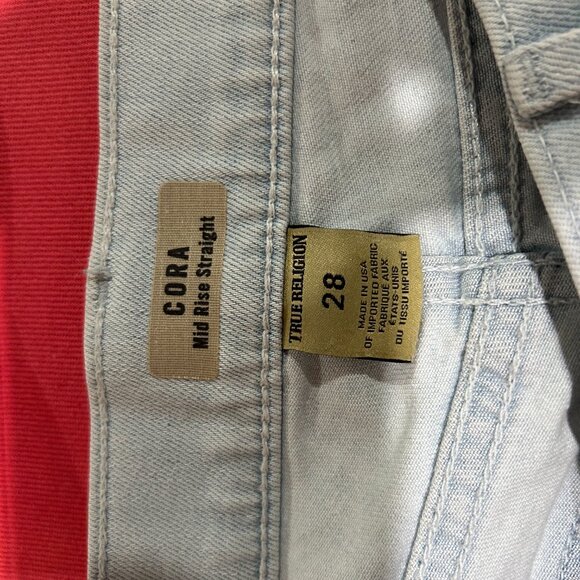 CORA
Mid Rise Straight
TRUE RELIGION
28
MADE IN USA
OF IMPORTED FABRIC
FABRIQUÉ AUX
ÉTATS-UNIS
DU TISSU IMPORTÉ